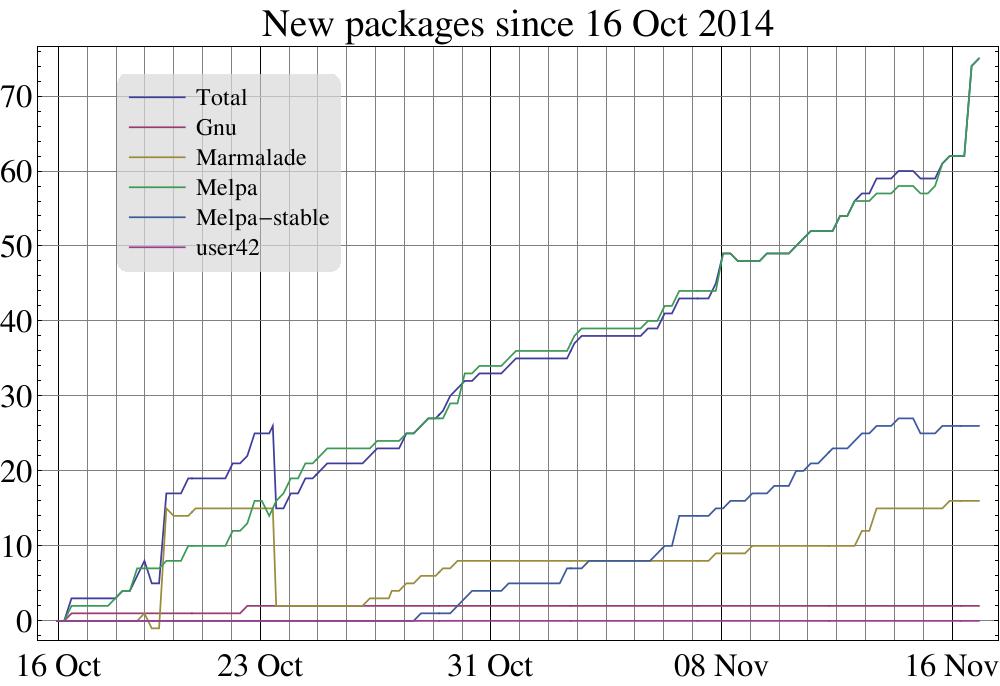 New packages since 16 Oct 2014
70
60
50
40
30
20
10
0
Total
Gnu
Marmalade
Melpa
Melpa−stable
user42
16 Oct 23 Oct 31 Oct 08 Nov 16 Nov